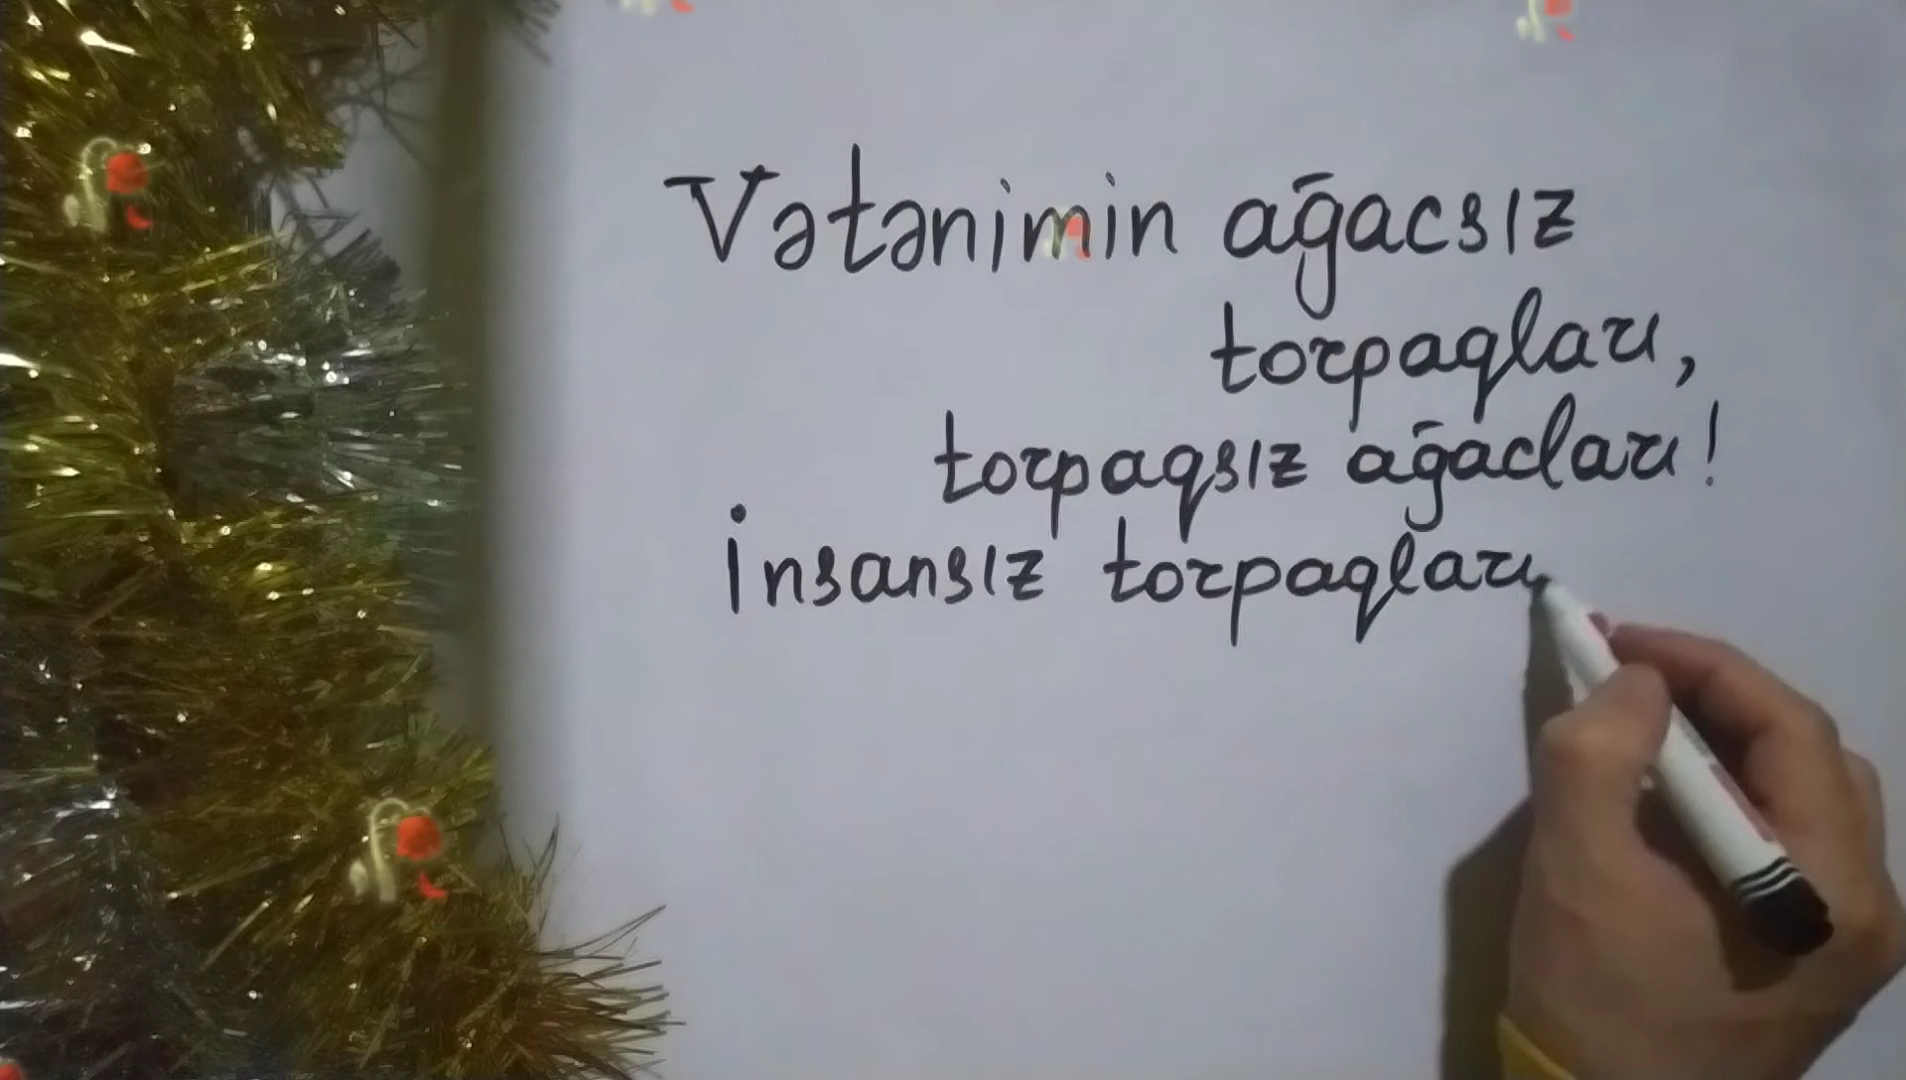 Vətənimin ağacsız
torpaqları,
torpaqsız ağacları!
İnsansız torpaqları